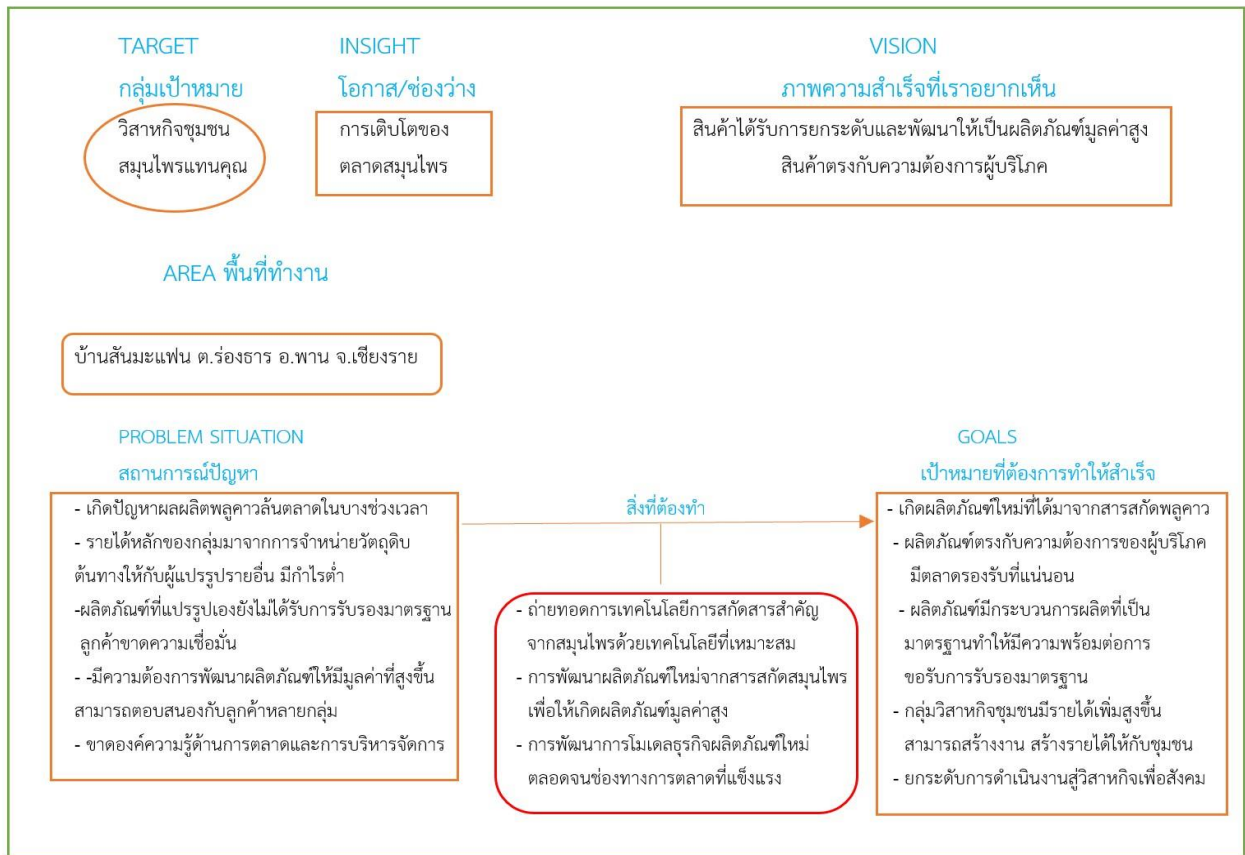 TARGET
กลุ่มเป้าหมาย
วิสาหกิจชุมชน
สมุนไพรแทนคุณ
INSIGHT
โอกาส/ช่องว่าง
การเติบโตของ
ตลาดสมุนไพร
VISION
ภาพความสำเร็จที่เราอยากเห็น
สินค้าได้รับการยกระดับและพัฒนาให้เป็นผลิตภัณฑ์มูลค่าสูง
สินค้าตรงกับความต้องการผู้บริโภค
AREA พื้นที่ทำงาน
บ้านสันมะแฟน ต.ร่องธาร อ.พาน จ.เชียงราย
PROBLEM SITUATION
สถานการณ์ปัญหา
- เกิดปัญหาผลผลิตพลูคาวล้นตลาดในบางช่วงเวลา
- รายได้หลักของกลุ่มมาจากการจำหน่ายวัตถุดิบ
ต้นทางให้กับผู้แปรรูปรายอื่น มีกำไรต่ำ
-ผลิตภัณฑ์ที่แปรรูปเองยังไม่ได้รับการรับรองมาตรฐาน
ลูกค้าขาดความเชื่อมั่น
- -มีความต้องการพัฒนาผลิตภัณฑ์ให้มีมูลค่าที่สูงขึ้น
สามารถตอบสนองกับลูกค้าหลายกลุ่ม
- ขาดองค์ความรู้ด้านการตลาดและการบริหารจัดการ
สิ่งที่ต้องทำ
- ถ่ายทอดการเทคโนโลยีการสกัดสารสำคัญ
จากสมุนไพรด้วยเทคโนโลยีที่เหมาะสม
- การพัฒนาผลิตภัณฑ์ใหม่จากสารสกัดสมุนไพร
เพื่อให้เกิดผลิตภัณฑ์มูลค่าสูง
- การพัฒนาการโมเดลธุรกิจผลิตภัณฑ์ใหม่
ตลอดจนช่องทางการตลาดที่แข็งแรง
GOALS
เป้าหมายที่ต้องการทำให้สำเร็จ
- เกิดผลิตภัณฑ์ใหม่ที่ได้มาจากสารสกัดพลูคาว
- ผลิตภัณฑ์ตรงกับความต้องการของผู้บริโภค
มีตลาดรองรับที่แน่นอน
- ผลิตภัณฑ์มีกระบวนการผลิตที่เป็น
มาตรฐานทำให้มีความพร้อมต่อการ
ขอรับการรับรองมาตรฐาน
- กลุ่มวิสาหกิจชุมชนมีรายได้เพิ่มสูงขึ้น
สามารถสร้างงาน สร้างรายได้ให้กับชุมชน
- ยกระดับการดำเนินงานสู่วิสาหกิจเพื่อสังคม